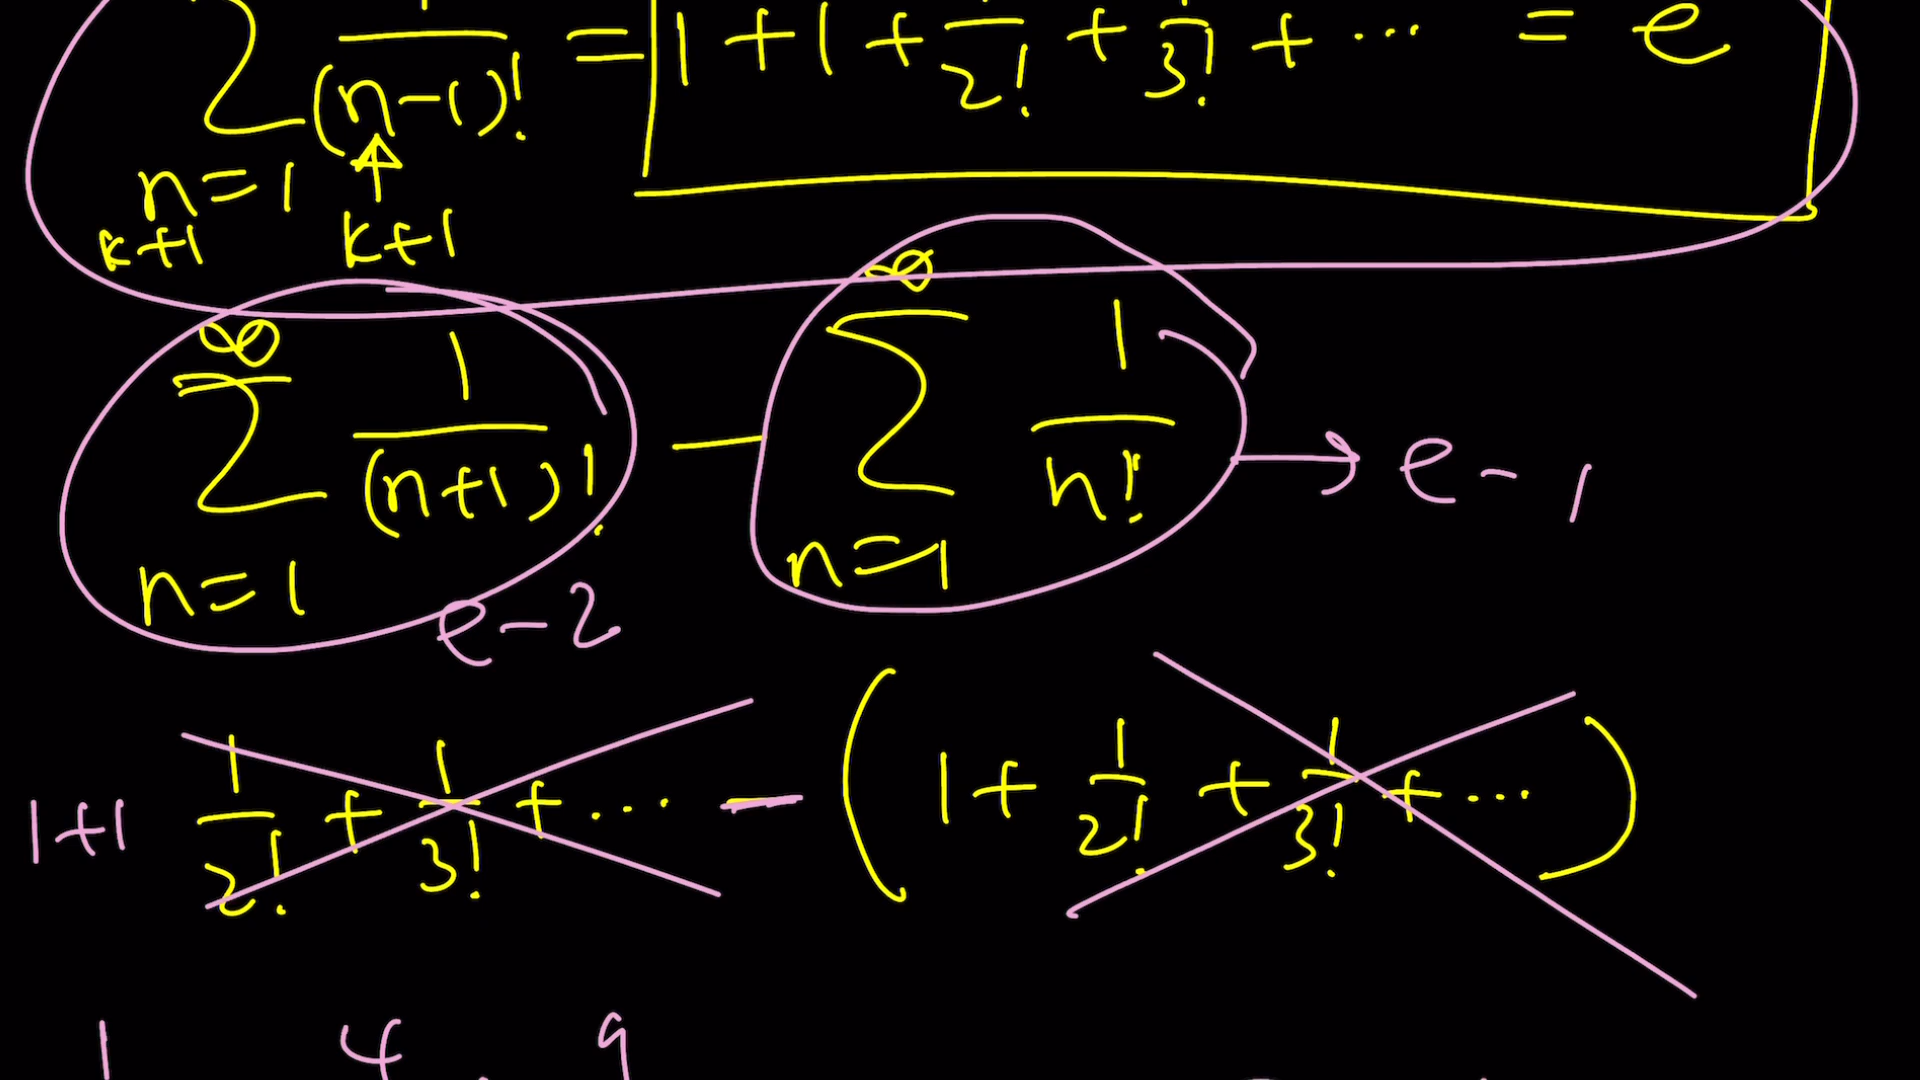 ∑ 1/(n-1)! = 1 + 1 + 1/2! + 1/3! + ... = e
n=1
k+1 k+1
∞ ∞
∑ 1/(n+1)! - ∑ 1/n! → e-1
n=1 n=1
e-2
1+1 1/2! + 1/3! + ... - (1 + 1/2! + 1/3! + ...)
1 4 9